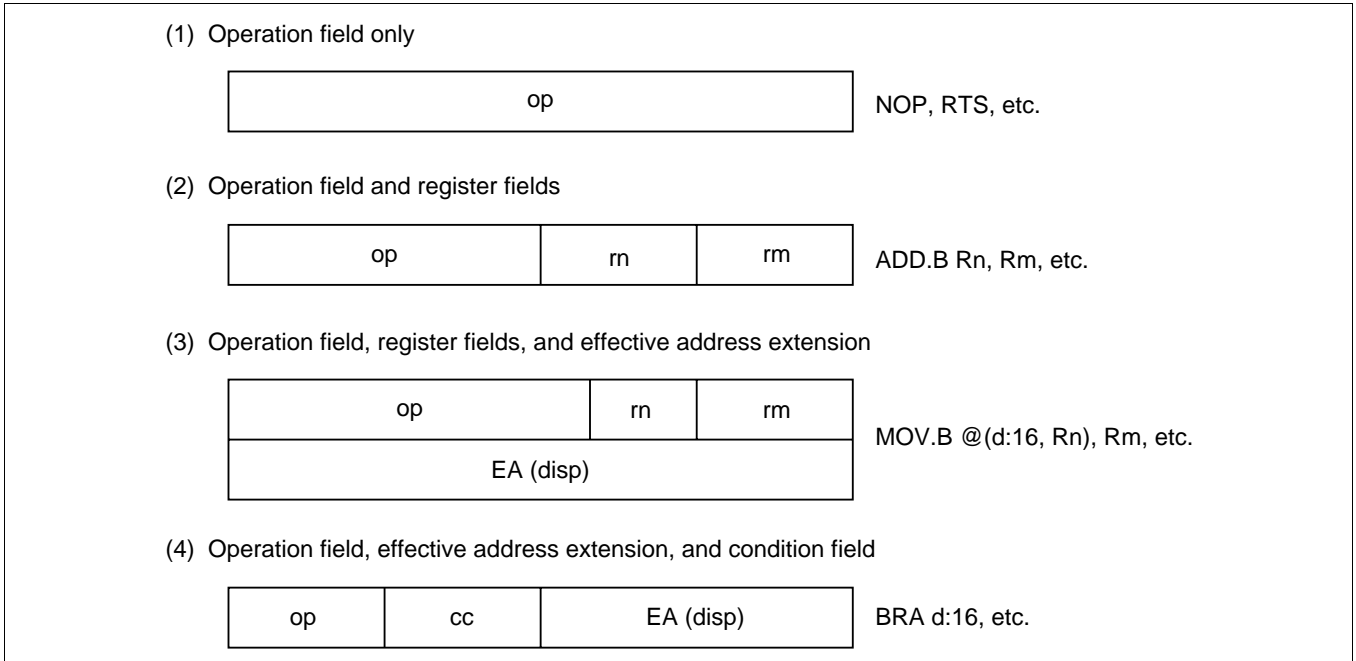 (1) Operation field only
op
NOP, RTS, etc.
(2) Operation field and register fields
op rn rm
ADD.B Rn, Rm, etc.
(3) Operation field, register fields, and effective address extension
op rn rm
MOV.B @(d:16, Rn), Rm, etc.
EA (disp)
(4) Operation field, effective address extension, and condition field
op cc EA (disp)
BRA d:16, etc.